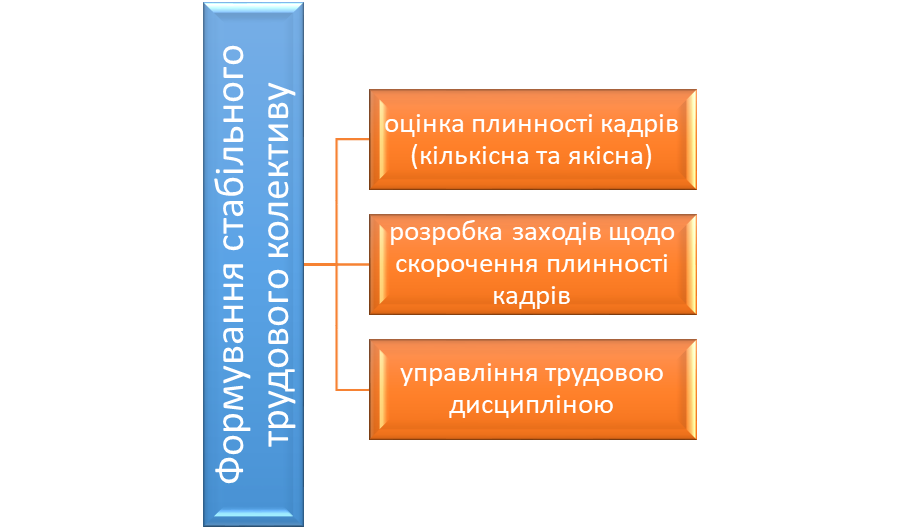 Формування стабільного
трудового колективу
оцінка плинності кадрів
(кількісна та якісна)
розробка заходів щодо
скорочення плинності
кадрів
управління трудовою
дисципліною